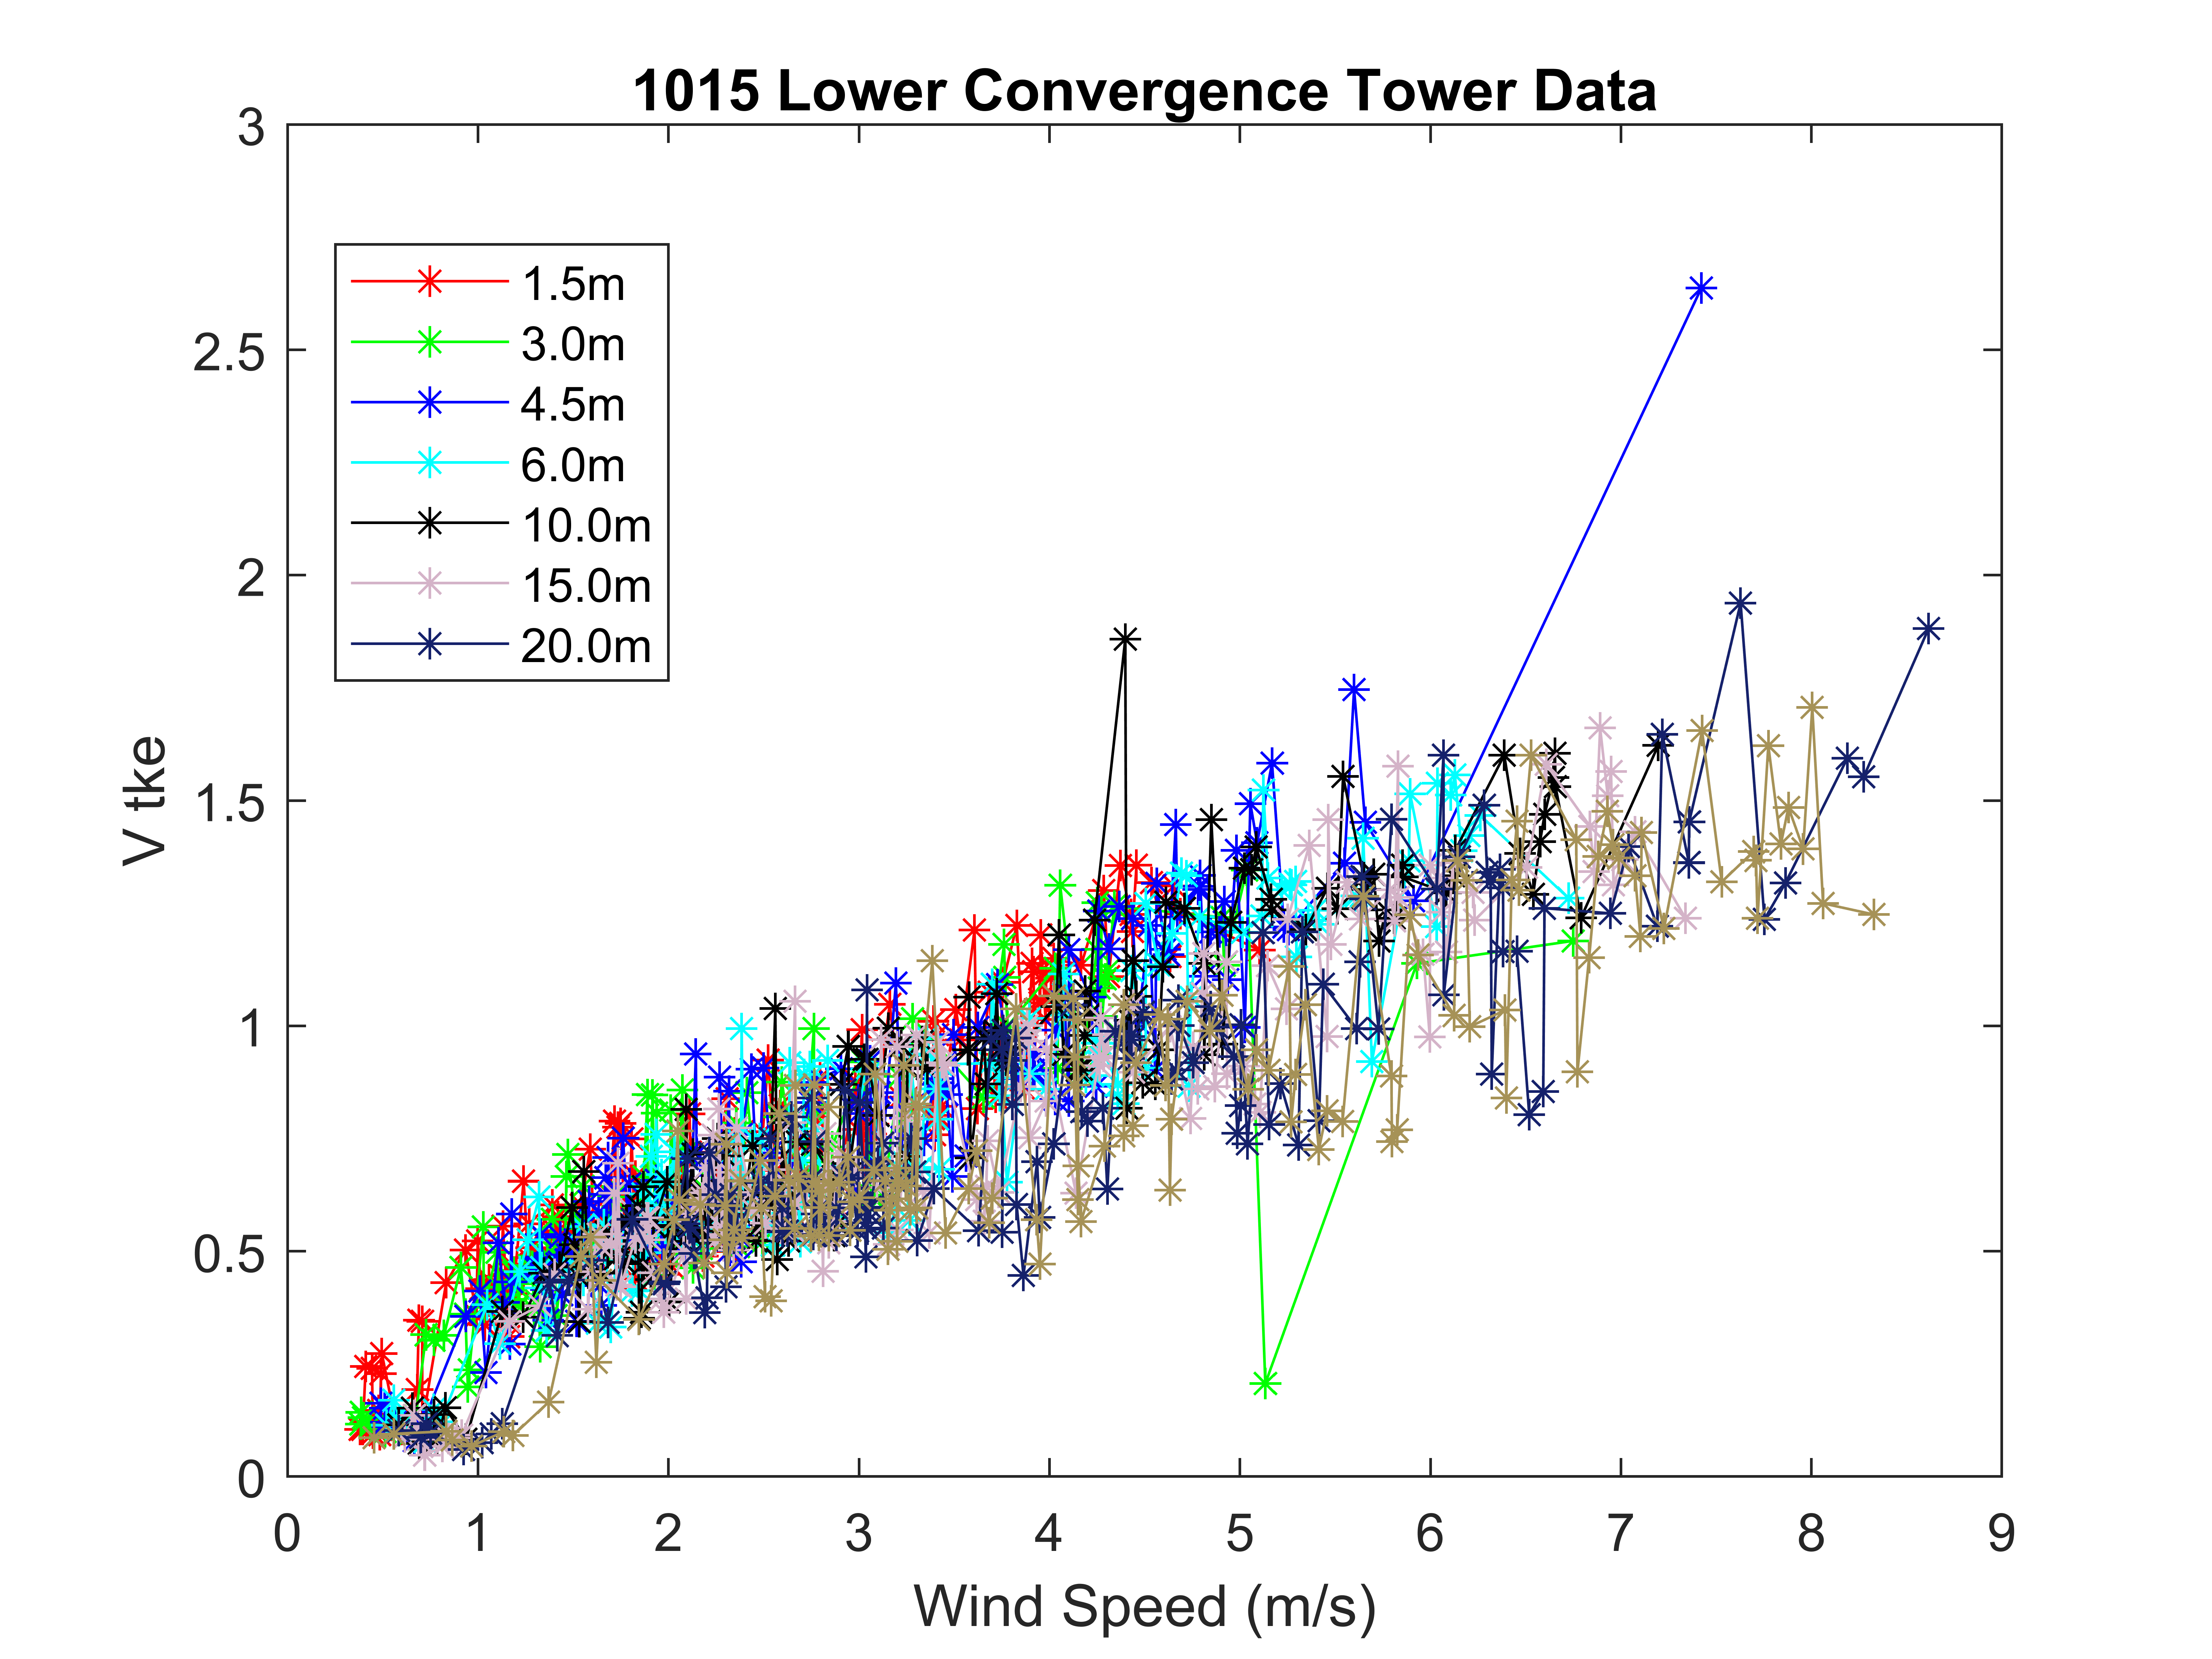 1015 Lower Convergence Tower Data
3
2.5
2
1.5
1
0.5
0
V tke
1.5m
3.0m
4.5m
6.0m
10.0m
15.0m
20.0m
0 1 2 3 4 5 6 7 8 9
Wind Speed (m/s)